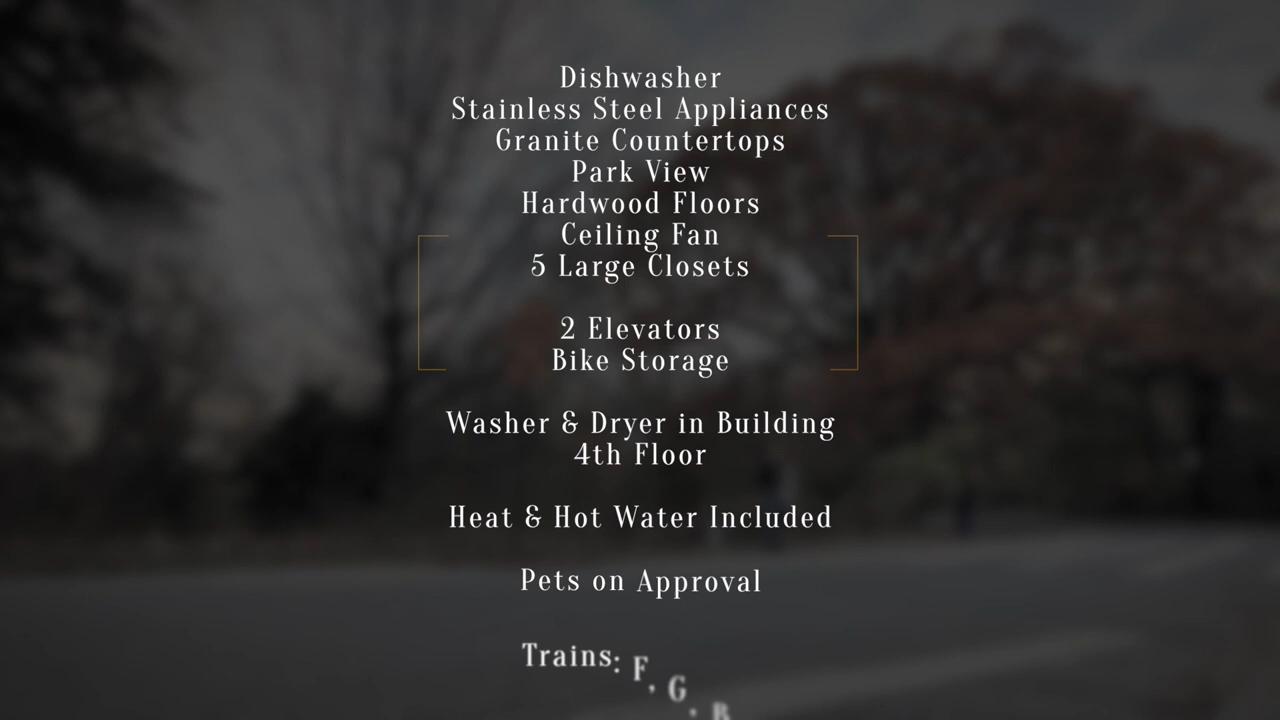 Dishwasher
Stainless Steel Appliances
Granite Countertops
Park View
Hardwood Floors
Ceiling Fan
5 Large Closets
2 Elevators
Bike Storage
Washer & Dryer in Building
4th Floor
Heat & Hot Water Included
Pets on Approval
Trains: F, G,